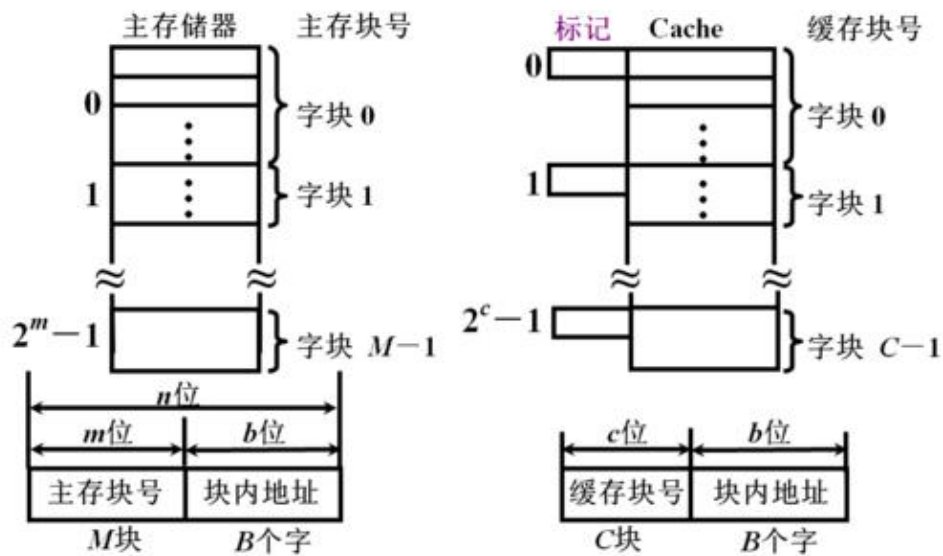 主存储器 主存块号 标记 Cache 缓存块号
0 字块 0 0 字块 0
1 字块 1 1 字块 1
2^m－1 字块 M－1 2^c－1 字块 C－1
n位
m位 b位 c位 b位
主存块号 块内地址 缓存块号 块内地址
M块 B个字 C块 B个字